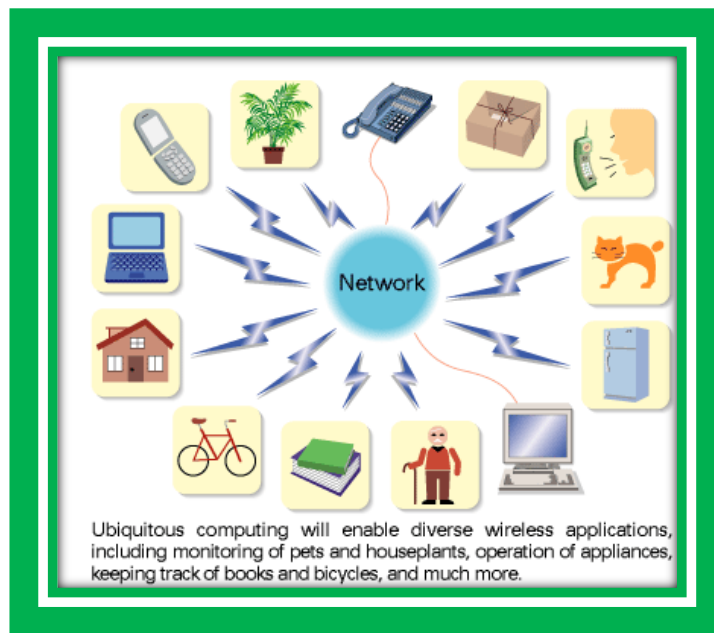 Network
Ubiquitous computing will enable diverse wireless applications,
including monitoring of pets and houseplants, operation of appliances,
keeping track of books and bicycles, and much more.